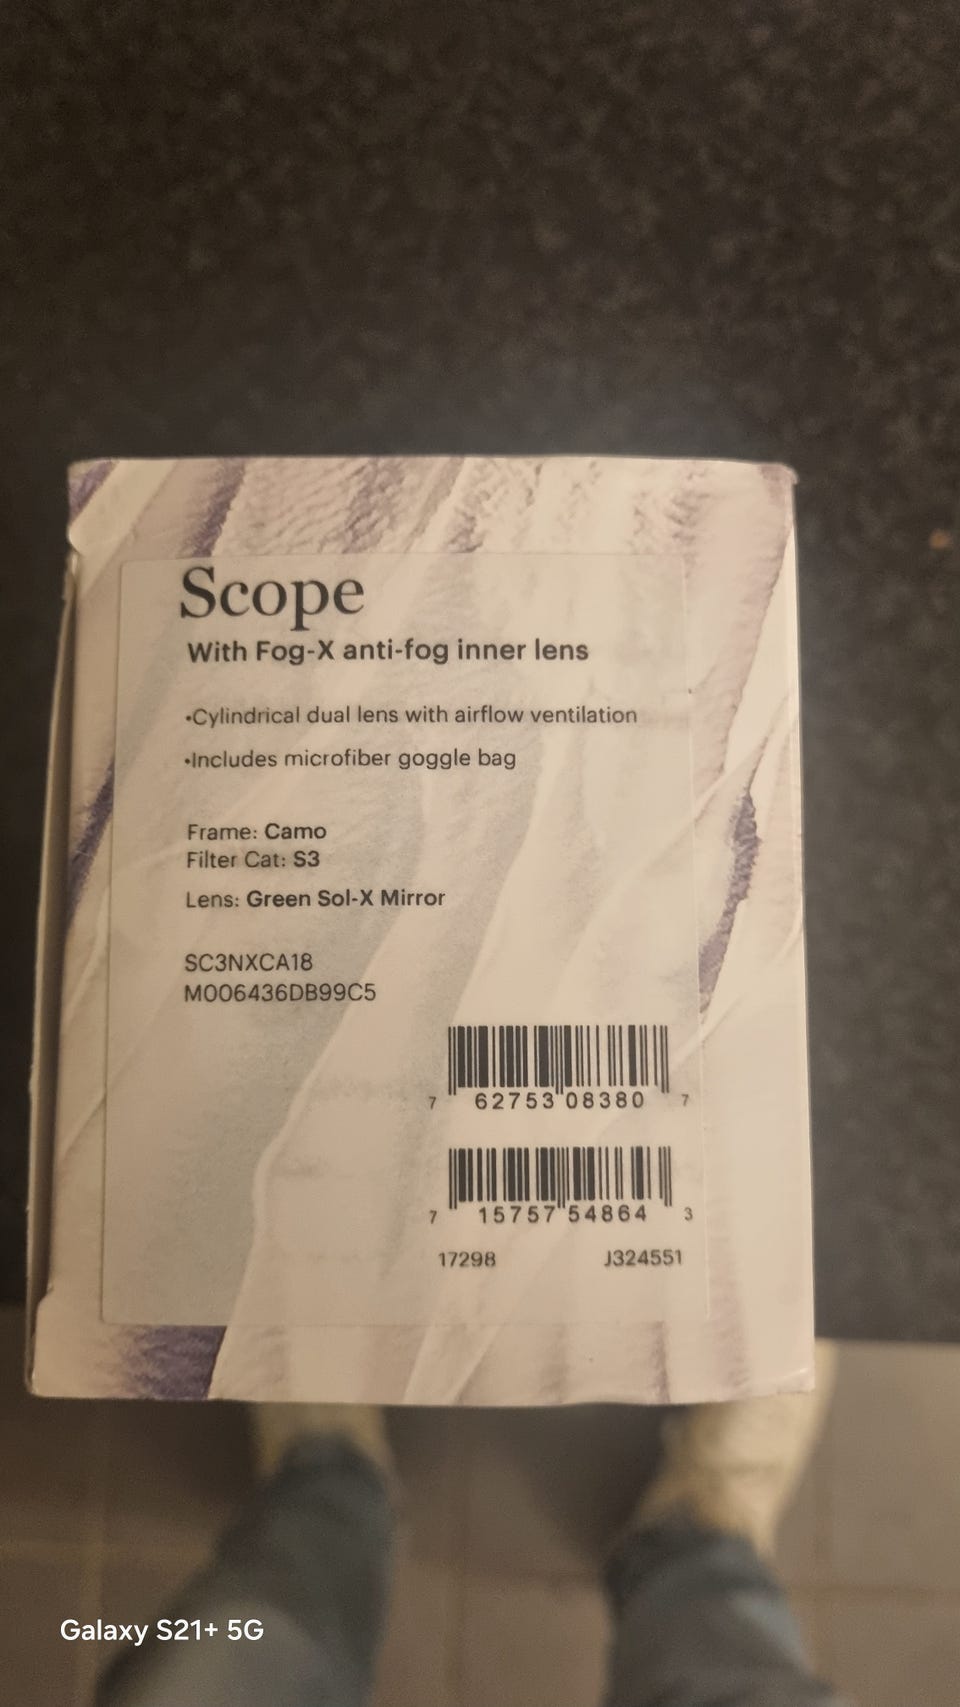 Scope
With Fog-X anti-fog inner lens
•Cylindrical dual lens with airflow ventilation
•Includes microfiber goggle bag
Frame: Camo
Filter Cat: S3
Lens: Green Sol-X Mirror
SC3NXCA18
M006436DB99C5
7 62753 08380 7
7 15757 54864 3
17298 J324551
Galaxy S21+ 5G